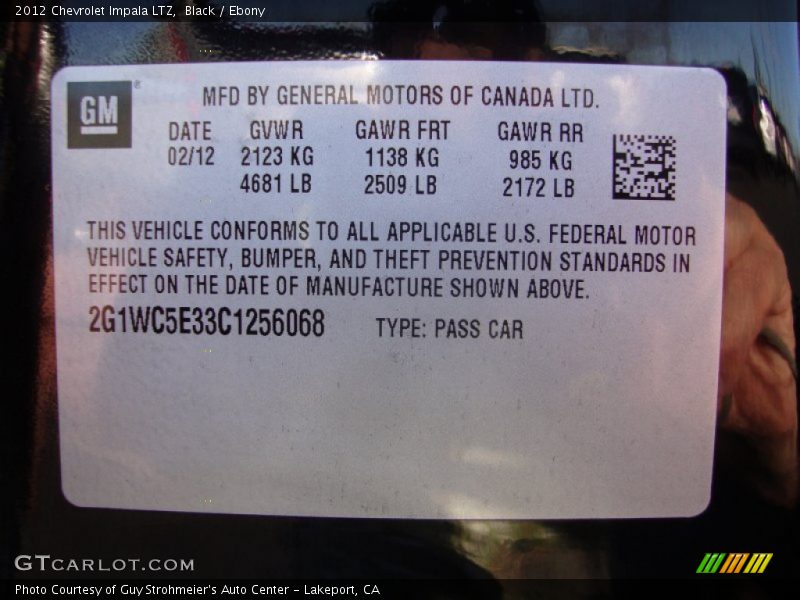 2012 Chevrolet Impala LTZ, Black / Ebony
GM ®
MFD BY GENERAL MOTORS OF CANADA LTD.
DATE GVWR GAWR FRT GAWR RR
02/12 2123 KG 1138 KG 985 KG
4681 LB 2509 LB 2172 LB
THIS VEHICLE CONFORMS TO ALL APPLICABLE U.S. FEDERAL MOTOR
VEHICLE SAFETY, BUMPER, AND THEFT PREVENTION STANDARDS IN
EFFECT ON THE DATE OF MANUFACTURE SHOWN ABOVE.
2G1WC5E33C1256068 TYPE: PASS CAR
GTCARLOT.COM
Photo Courtesy of Guy Strohmeier's Auto Center - Lakeport, CA